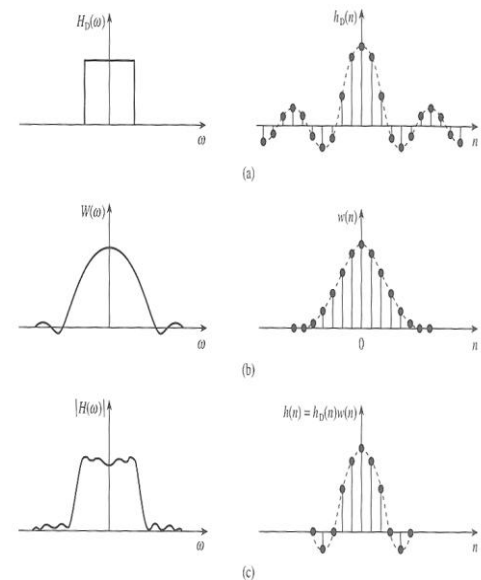 H_D(ω)
h_D(n)
ω
n
(a)
W(ω)
w(n)
ω
0
n
(b)
|H(ω)|
h(n) = h_D(n)w(n)
ω
n
(c)